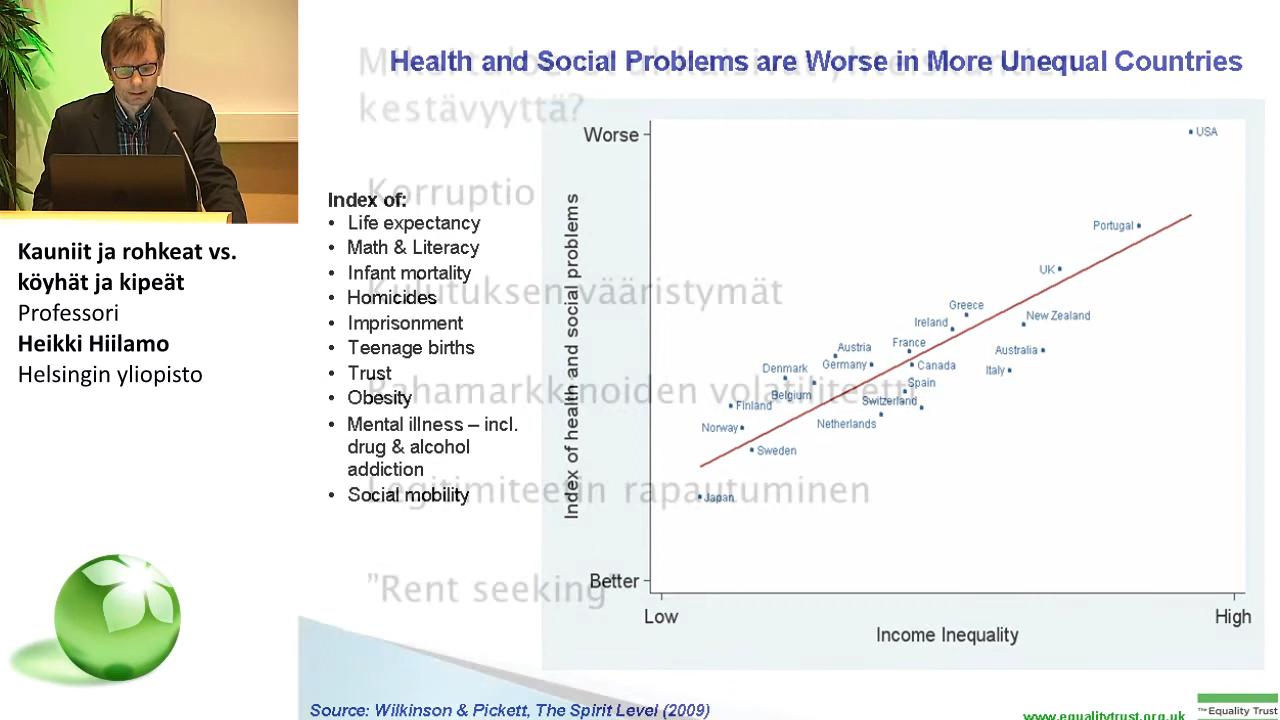 Health and Social Problems are Worse in More Unequal Countries
kestävyyttä?
Korruptio
Kulutuksen vääristymät
Rahamarkkinoiden volatiliteetti
Legitimiteetin rapautuminen
"Rent seeking"
Index of:
• Life expectancy
• Math & Literacy
• Infant mortality
• Homicides
• Imprisonment
• Teenage births
• Trust
• Obesity
• Mental illness – incl.
drug & alcohol
addiction
• Social mobility
Index of health and social problems
Worse
Better
USA
Portugal
UK
Greece
New Zealand
Ireland
France
Australia
Austria
Germany
Canada
Italy
Denmark
Spain
Belgium
Switzerland
Finland
Netherlands
Norway
Sweden
Japan
Low
High
Income Inequality
Source: Wilkinson & Pickett, The Spirit Level (2009)
www.equalitytrust.org.uk
The Equality Trust
Kauniit ja rohkeat vs.
köyhät ja kipeät
Professori
Heikki Hiilamo
Helsingin yliopisto